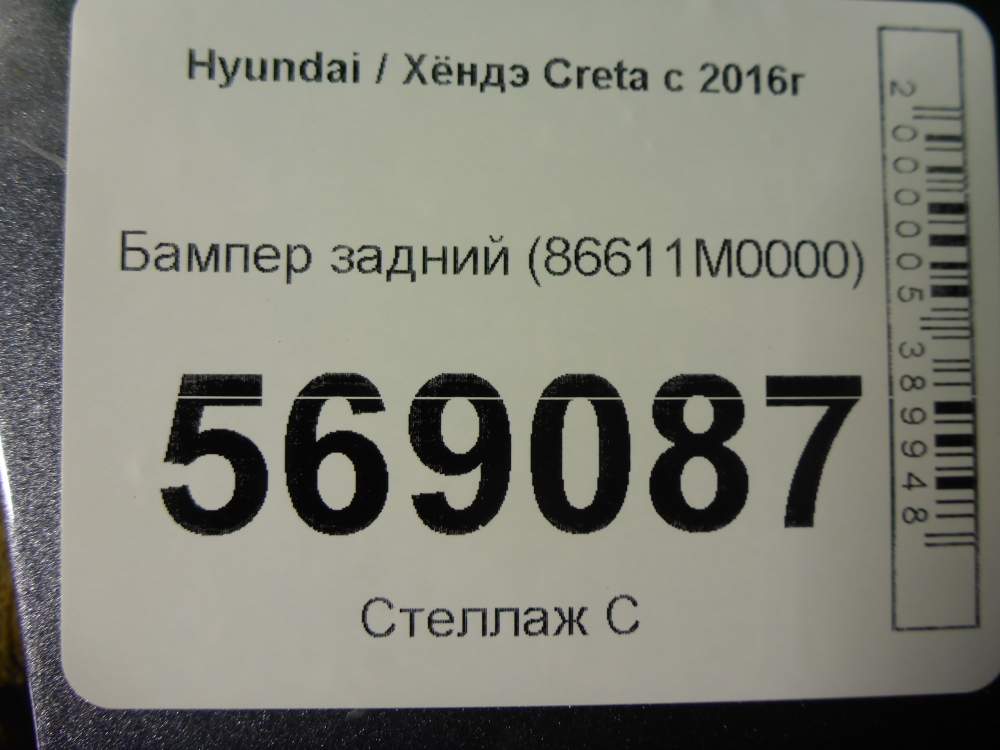 Hyundai / Хёндэ Creta с 2016г
Бампер задний (86611M0000)
569087
Стеллаж С
2000005389948